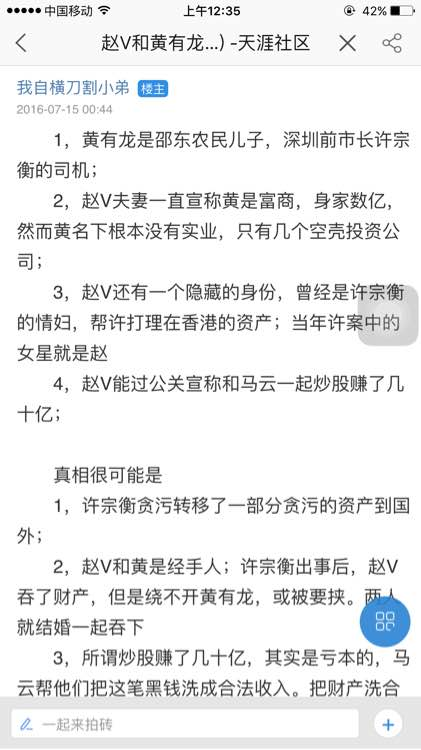 中国移动 上午12:35 42%
赵V和黄有龙...) -天涯社区
我自横刀割小弟 楼主
2016-07-15 00:44
1，黄有龙是邵东农民儿子，深圳前市长许宗
衡的司机；
2，赵V夫妻一直宣称黄是富商，身家数亿，
然而黄名下根本没有实业，只有几个空壳投资公
司；
3，赵V还有一个隐藏的身份，曾经是许宗衡
的情妇，帮许打理在香港的资产；当年许案中的
女星就是赵
4，赵V能过公关宣称和马云一起炒股赚了几
十亿；
真相很可能是
1，许宗衡贪污转移了一部分贪污的资产到国
外；
2，赵V和黄是经手人；许宗衡出事后，赵V
吞了财产，但是绕不开黄有龙，或被要挟。两人
就结婚一起吞下
3，所谓炒股赚了几十亿，其实是亏本的，马
云帮他们把这笔黑钱洗成合法收入。把财产洗合
一起来拍砖